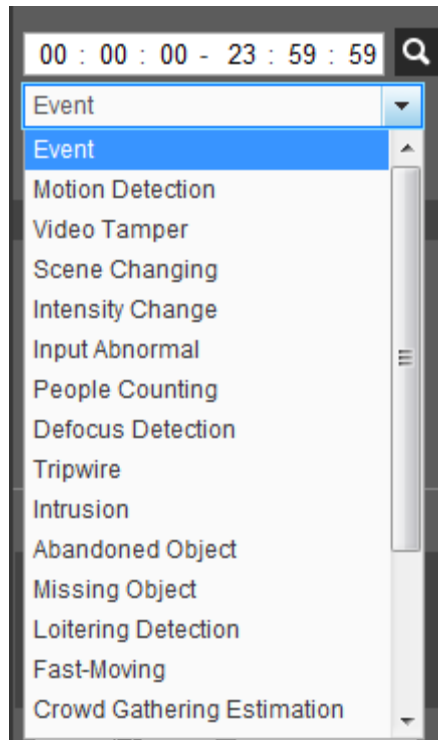 00 : 00 : 00 - 23 : 59 : 59
Event
Event
Motion Detection
Video Tamper
Scene Changing
Intensity Change
Input Abnormal
People Counting
Defocus Detection
Tripwire
Intrusion
Abandoned Object
Missing Object
Loitering Detection
Fast-Moving
Crowd Gathering Estimation